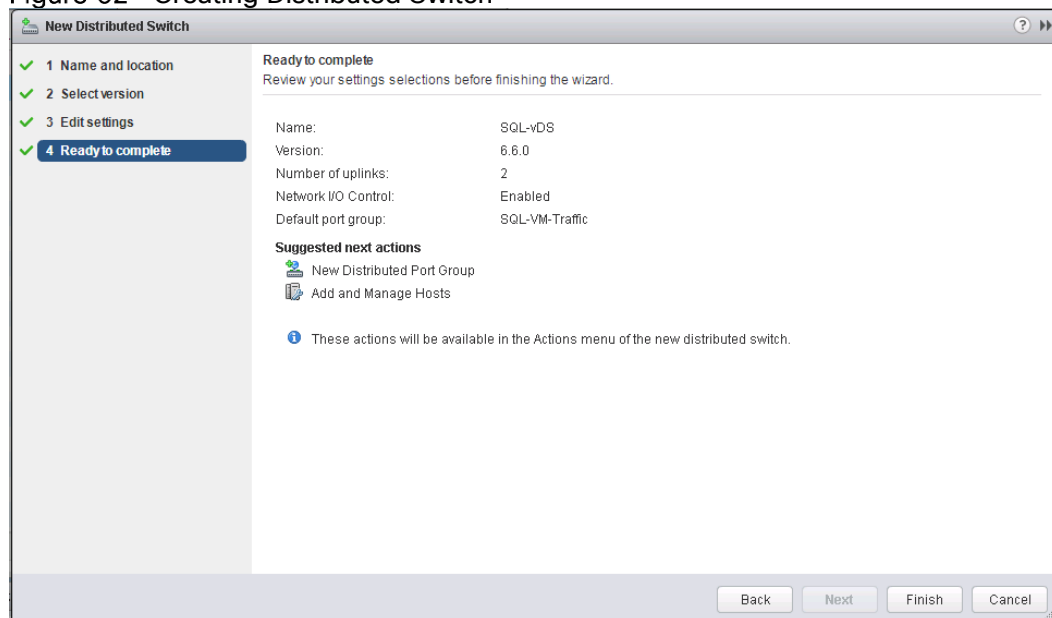 Figure 62 Creating Distributed Switch
New Distributed Switch
1 Name and location
2 Select version
3 Edit settings
4 Ready to complete
Ready to complete
Review your settings selections before finishing the wizard.
Name: SQL-vDS
Version: 6.6.0
Number of uplinks: 2
Network I/O Control: Enabled
Default port group: SQL-VM-Traffic
Suggested next actions
New Distributed Port Group
Add and Manage Hosts
These actions will be available in the Actions menu of the new distributed switch.
Back Next Finish Cancel